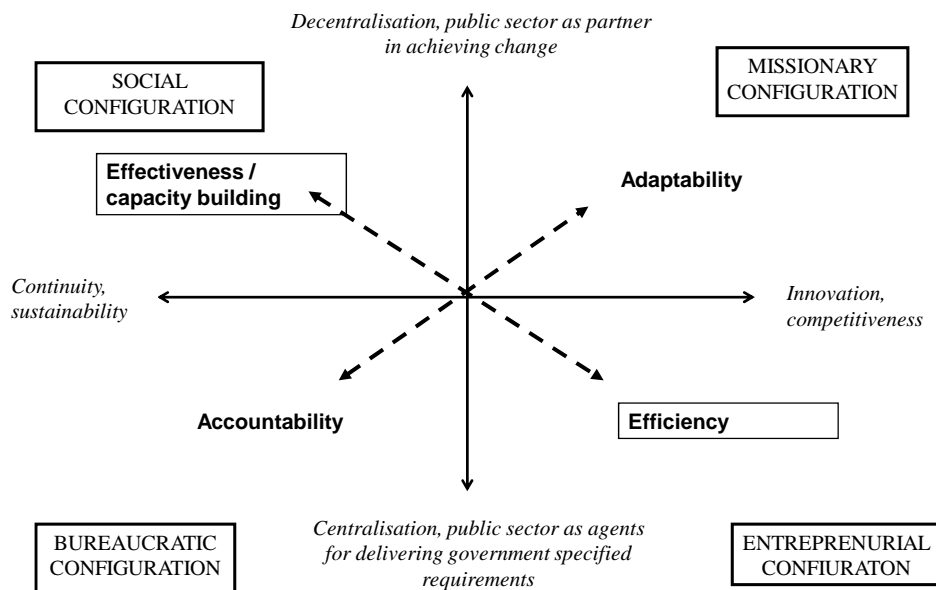 Decentralisation, public sector as partner
in achieving change
SOCIAL
CONFIGURATION
MISSIONARY
CONFIGURATION
Effectiveness /
capacity building
Adaptability
Continuity,
sustainability
Innovation,
competitiveness
Accountability
Efficiency
BUREAUCRATIC
CONFIGURATION
Centralisation, public sector as agents
for delivering government specified
requirements
ENTREPRENURIAL
CONFIURATON